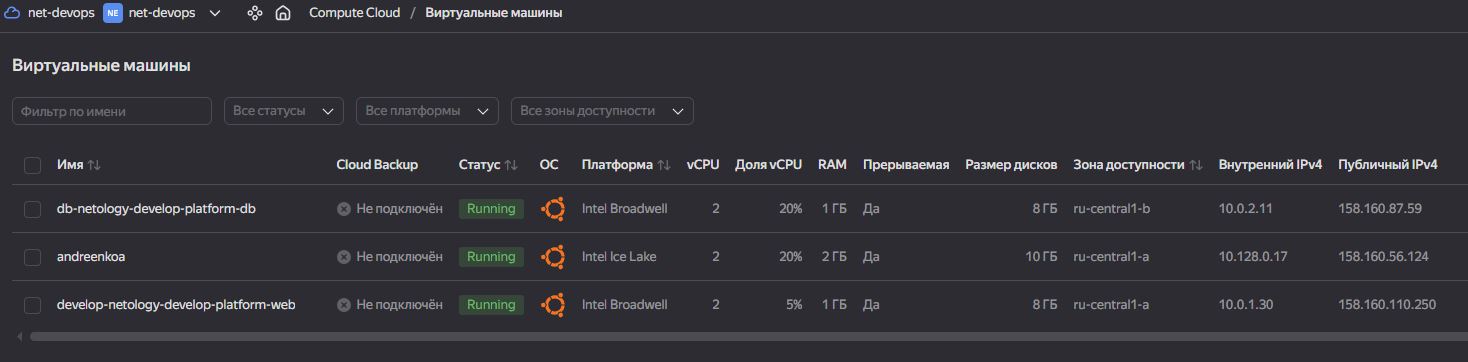 net-devops NE net-devops Compute Cloud / Виртуальные машины
Виртуальные машины
Фильтр по имени Все статусы Все платформы Все зоны доступности
Имя Cloud Backup Статус ОС Платформа vCPU Доля vCPU RAM Прерываемая Размер дисков Зона доступности Внутренний IPv4 Публичный IPv4
db-netology-develop-platform-db Не подключён Running Intel Broadwell 2 20% 1 ГБ Да 8 ГБ ru-central1-b 10.0.2.11 158.160.87.59
andreenkoa Не подключён Running Intel Ice Lake 2 20% 2 ГБ Да 10 ГБ ru-central1-a 10.128.0.17 158.160.56.124
develop-netology-develop-platform-web Не подключён Running Intel Broadwell 2 5% 1 ГБ Да 8 ГБ ru-central1-a 10.0.1.30 158.160.110.250